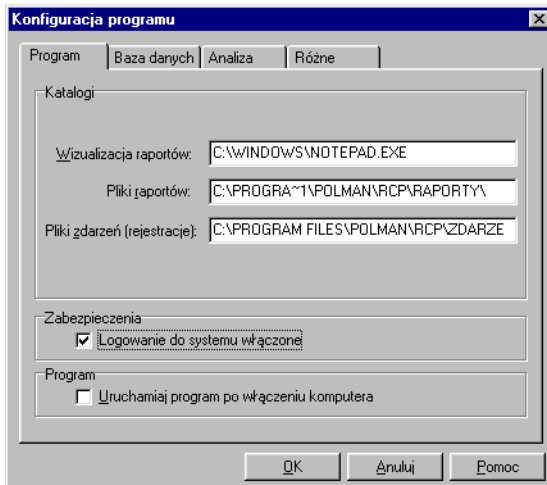 Konfiguracja programu
Program Baza danych Analiza Różne
Katalogi
Wizualizacja raportów: C:\WINDOWS\NOTEPAD.EXE
Pliki raportów: C:\PROGRA~1\POLMAN\RCP\RAPORTY\
Pliki zdarzeń (rejestracje): C:\PROGRAM FILES\POLMAN\RCP\ZDARZE
Zabezpieczenia
Logowanie do systemu włączone
Program
Uruchamiaj program po włączeniu komputera
OK Anuluj Pomoc